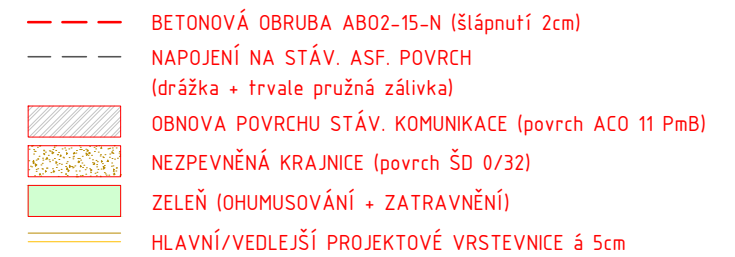 BETONOVÁ OBRUBA ABO2-15-N (šlápnutí 2cm)
NAPOJENÍ NA STÁV. ASF. POVRCH
(drážka + trvale pružná zálivka)
OBNOVA POVRCHU STÁV. KOMUNIKACE (povrch ACO 11 PmB)
NEZPEVNĚNÁ KRAJNICE (povrch ŠD 0/32)
ZELEŇ (OHUMUSOVÁNÍ + ZATRAVNĚNÍ)
HLAVNÍ/VEDLEJŠÍ PROJEKTOVÉ VRSTEVNICE á 5cm